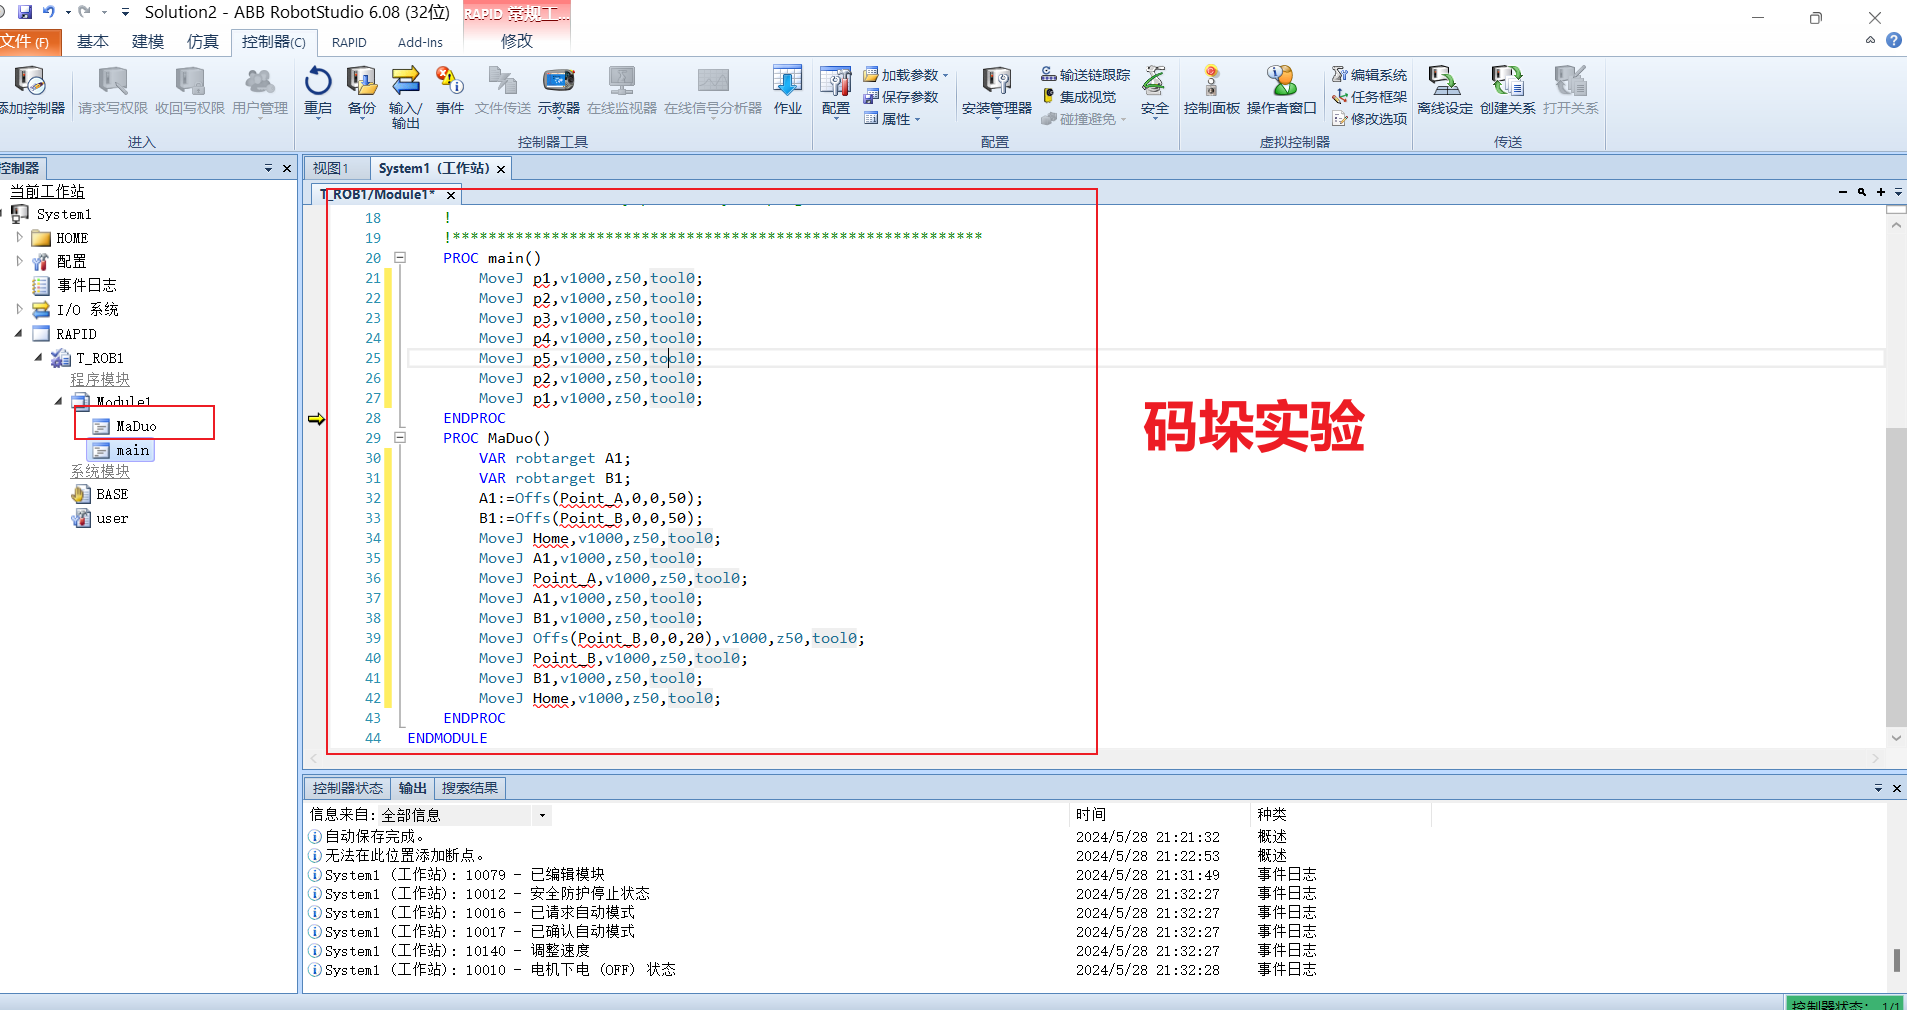 Solution2 - ABB RobotStudio 6.08 (32位)
RAPID 常规工...
文件(F) 基本 建模 仿真 控制器(C) RAPID Add-Ins 修改
添加控制器 请求写权限 收回写权限 用户管理
进入
重启 备份 输入/输出 事件 文件传送 示教器 在线监视器 在线信号分析器 作业
控制器工具
配置 加载参数 保存参数 属性 安装管理器 输送链跟踪 集成视觉 碰撞避免 安全
配置
控制面板 操作者窗口 编辑系统 任务框架 修改选项
虚拟控制器
离线设定 创建关系 打开关系
传送
控制器
当前工作站
System1
HOME
配置
事件日志
I/O 系统
RAPID
T_ROB1
程序模块
Module1
MaDuo
main
系统模块
BASE
user
视图1 System1 (工作站)
T_ROB1/Module1*
18 !
19 !***********************************************************
20 PROC main()
21 MoveJ p1,v1000,z50,tool0;
22 MoveJ p2,v1000,z50,tool0;
23 MoveJ p3,v1000,z50,tool0;
24 MoveJ p4,v1000,z50,tool0;
25 MoveJ p5,v1000,z50,tool0;
26 MoveJ p2,v1000,z50,tool0;
27 MoveJ p1,v1000,z50,tool0;
28 ENDPROC
29 PROC MaDuo()
30 VAR robtarget A1;
31 VAR robtarget B1;
32 A1:=Offs(Point_A,0,0,50);
33 B1:=Offs(Point_B,0,0,50);
34 MoveJ Home,v1000,z50,tool0;
35 MoveJ A1,v1000,z50,tool0;
36 MoveJ Point_A,v1000,z50,tool0;
37 MoveJ A1,v1000,z50,tool0;
38 MoveJ B1,v1000,z50,tool0;
39 MoveJ Offs(Point_B,0,0,20),v1000,z50,tool0;
40 MoveJ Point_B,v1000,z50,tool0;
41 MoveJ B1,v1000,z50,tool0;
42 MoveJ Home,v1000,z50,tool0;
43 ENDPROC
44 ENDMODULE
码垛实验
控制器状态 输出 搜索结果
信息来自: 全部信息 时间 种类
自动保存完成。 2024/5/28 21:21:32 概述
无法在此位置添加断点。 2024/5/28 21:22:53 概述
System1 (工作站): 10079 - 已编辑模块 2024/5/28 21:31:49 事件日志
System1 (工作站): 10012 - 安全防护停止状态 2024/5/28 21:32:27 事件日志
System1 (工作站): 10016 - 已请求自动模式 2024/5/28 21:32:27 事件日志
System1 (工作站): 10017 - 已确认自动模式 2024/5/28 21:32:27 事件日志
System1 (工作站): 10140 - 调整速度 2024/5/28 21:32:27 事件日志
System1 (工作站): 10010 - 电机下电 (OFF) 状态 2024/5/28 21:32:28 事件日志
控制器状态: 1/1